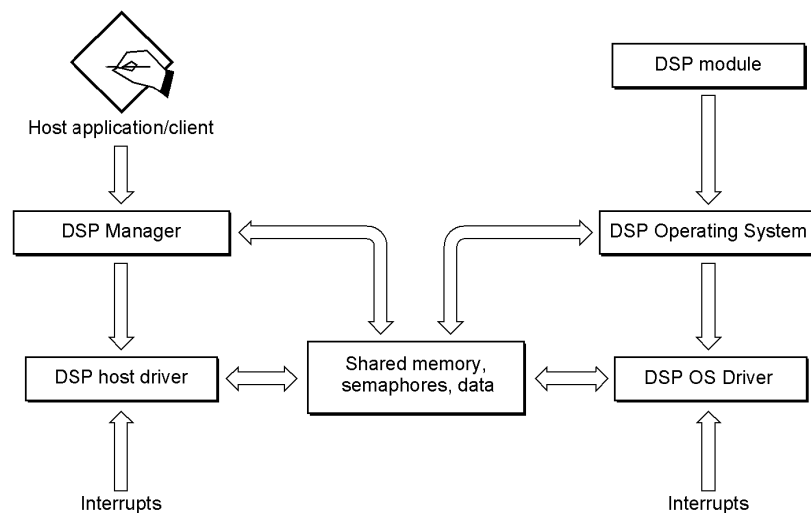 DSP module
Host application/client
DSP Manager
DSP Operating System
DSP host driver
Shared memory,
semaphores, data
DSP OS Driver
Interrupts
Interrupts